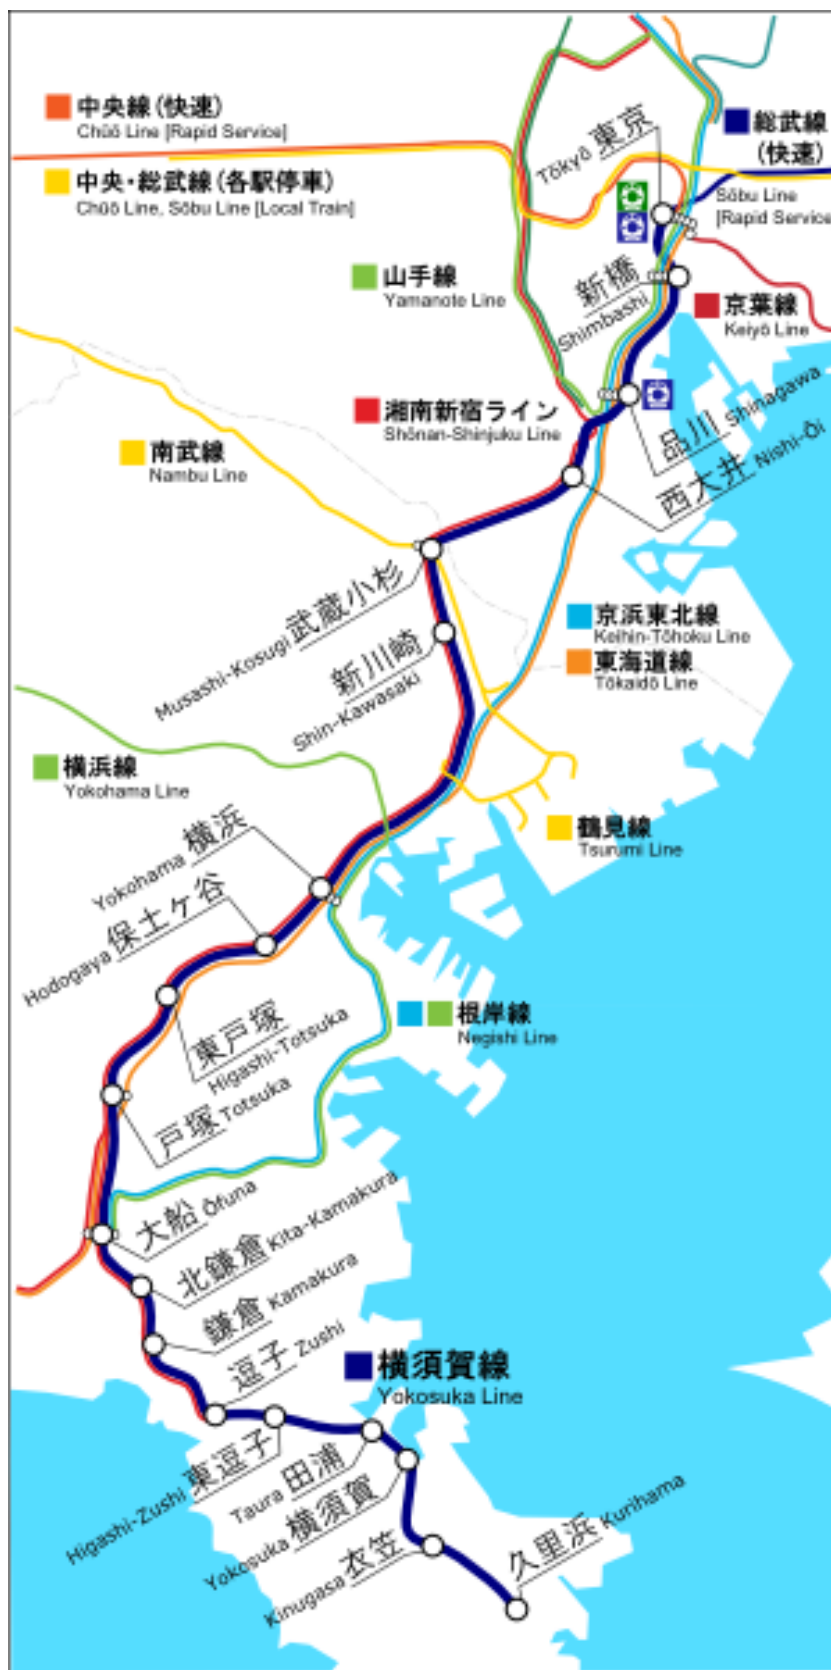 中央線(快速)
Chūō Line [Rapid Service]
中央・総武線(各駅停車)
Chūō Line, Sōbu Line [Local Train]
Tōkyō 東京
総武線
(快速)
Sōbu Line
[Rapid Service
山手線
Yamanote Line
新橋
Shimbashi
京葉線
Keiyō Line
湘南新宿ライン
Shōnan-Shinjuku Line
品川 Shinagawa
西大井 Nishi-Ōi
南武線
Nambu Line
Musashi-Kosugi 武蔵小杉
新川崎
Shin-Kawasaki
京浜東北線
Keihin-Tōhoku Line
東海道線
Tōkaidō Line
横浜線
Yokohama Line
鶴見線
Tsurumi Line
Yokohama 横浜
Hodogaya 保土ヶ谷
東戸塚
Higashi-Totsuka
戸塚 Totsuka
根岸線
Negishi Line
大船 Ōfuna
北鎌倉 Kita-Kamakura
鎌倉 Kamakura
逗子 Zushi
横須賀線
Yokosuka Line
Higashi-Zushi 東逗子
Taura 田浦
Yokosuka 横須賀
Kinugasa 衣笠
久里浜 Kurihama